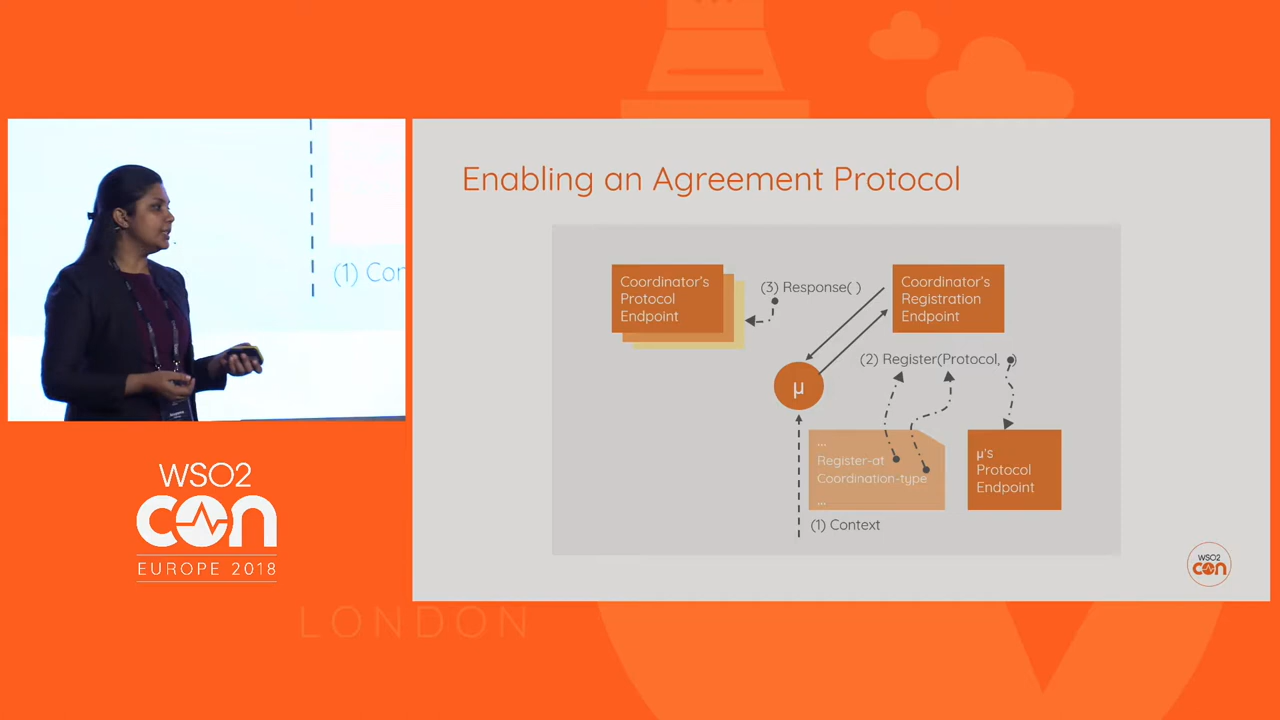 (1) Con
WSO2
con
EUROPE 2018
LONDON
Enabling an Agreement Protocol
Coordinator's
Protocol
Endpoint
(3) Response( )
Coordinator's
Registration
Endpoint
(2) Register(Protocol, )
μ
...
Register-at
Coordination-type
...
μ's
Protocol
Endpoint
(1) Context
WSO2
con